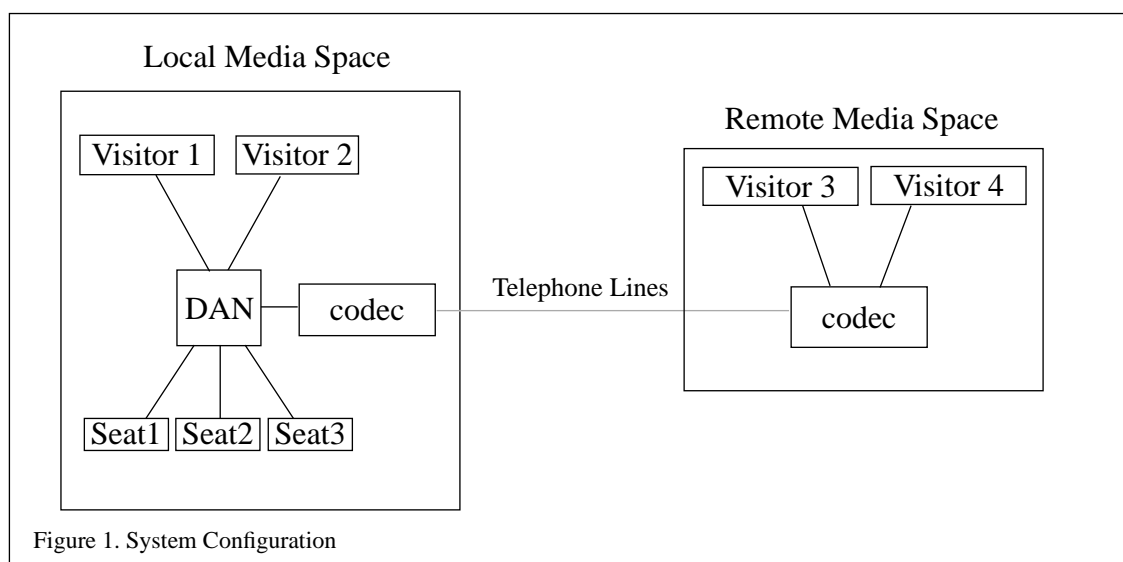 Local Media Space
Remote Media Space
Visitor 1
Visitor 2
Visitor 3
Visitor 4
DAN
codec
Telephone Lines
codec
Seat1
Seat2
Seat3
Figure 1. System Configuration